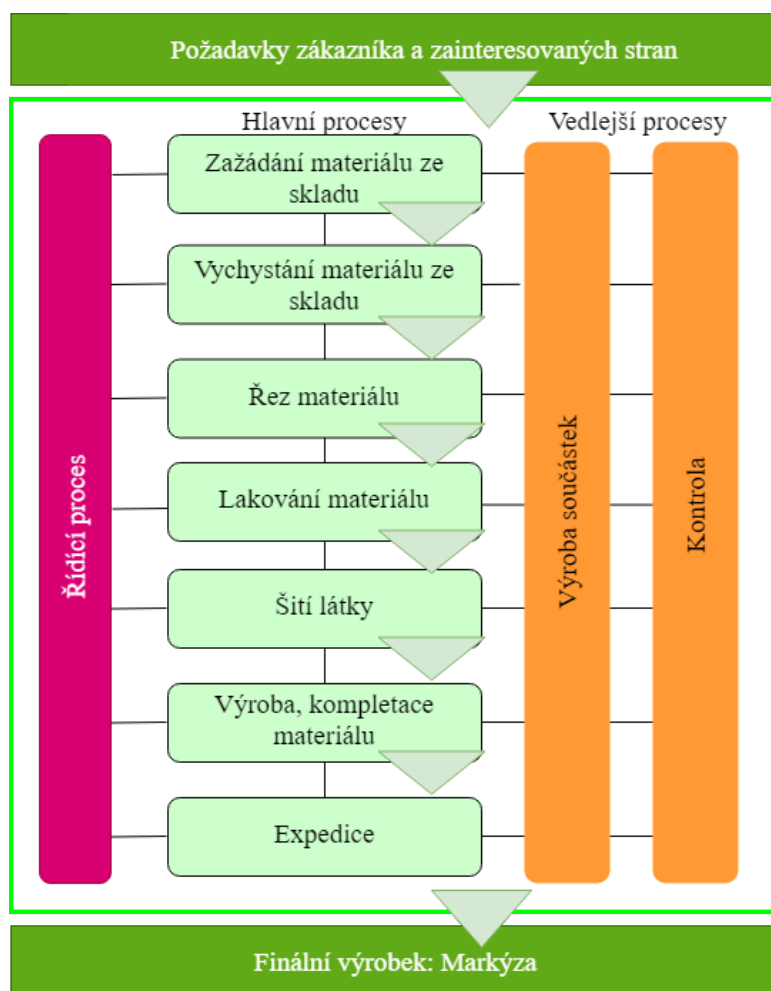 Požadavky zákazníka a zainteresovaných stran
Hlavní procesy
Vedlejší procesy
Řídící proces
Zažádání materiálu ze
skladu
Vychystání materiálu ze
skladu
Řez materiálu
Lakování materiálu
Šití látky
Výroba, kompletace
materiálu
Expedice
Výroba součástek
Kontrola
Finální výrobek: Markýza